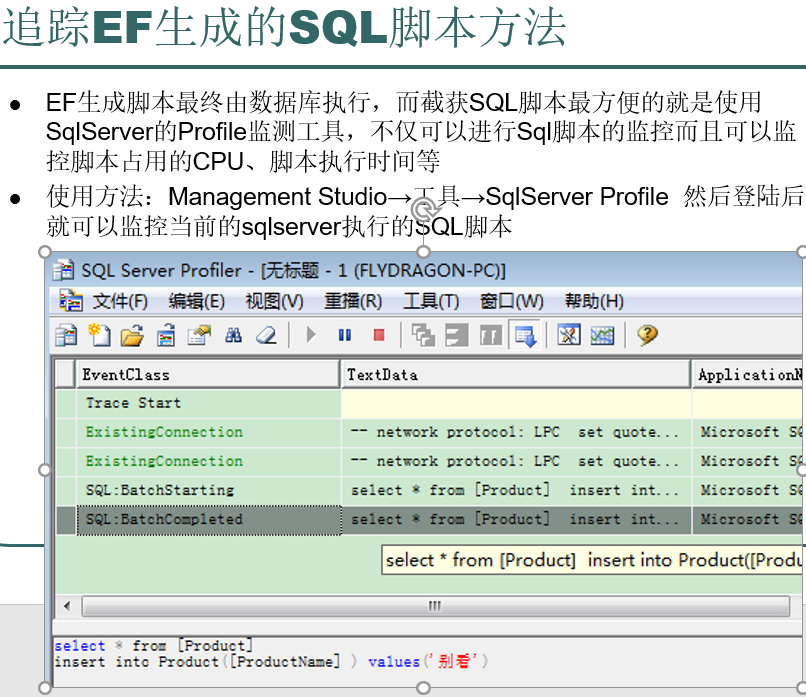 追踪EF生成的SQL脚本方法
● EF生成脚本最终由数据库执行，而截获SQL脚本最方便的就是使用
SqlServer的Profile监测工具，不仅可以进行Sql脚本的监控而且可以监
控脚本占用的CPU、脚本执行时间等
● 使用方法：Management Studio→工具→SqlServer Profile 然后登陆后
就可以监控当前的sqlserver执行的SQL脚本
SQL Server Profiler - [无标题 - 1 (FLYDRAGON-PC)]
文件(F) 编辑(E) 视图(V) 重播(R) 工具(T) 窗口(W) 帮助(H)
EventClass TextData ApplicationN
Trace Start
ExistingConnection -- network protocol: LPC set quote... Microsoft SQ
ExistingConnection -- network protocol: LPC set quote... Microsoft SQ
SQL:BatchStarting select * from [Product] insert int... Microsoft SQ
SQL:BatchCompleted select * from [Product] insert int... Microsoft SQ
select * from [Product] insert into Product([Produ
select * from [Product]
insert into Product([ProductName] ) values('别看')